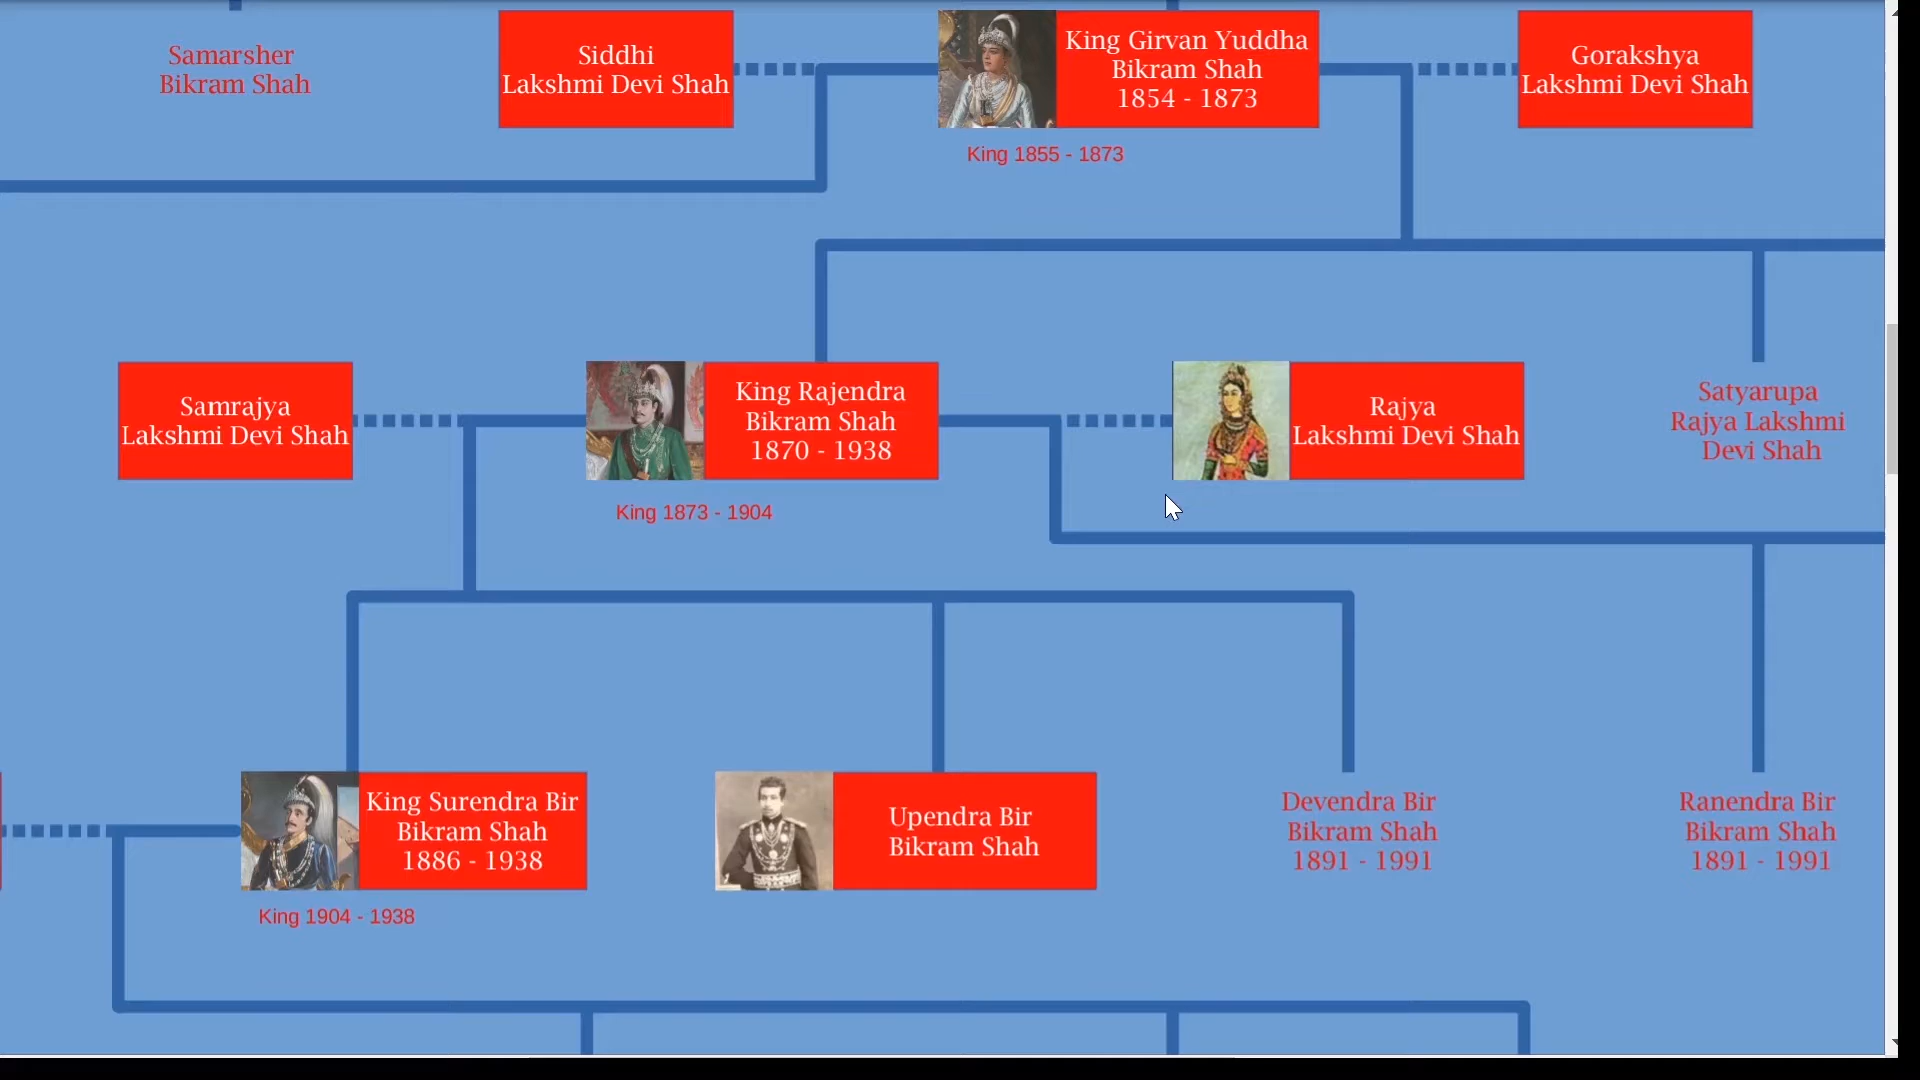 Samarsher
Bikram Shah
Siddhi
Lakshmi Devi Shah
King Girvan Yuddha
Bikram Shah
1854 - 1873
King 1855 - 1873
Gorakshya
Lakshmi Devi Shah
Samrajya
Lakshmi Devi Shah
King Rajendra
Bikram Shah
1870 - 1938
King 1873 - 1904
Rajya
Lakshmi Devi Shah
Satyarupa
Rajya Lakshmi
Devi Shah
King Surendra Bir
Bikram Shah
1886 - 1938
King 1904 - 1938
Upendra Bir
Bikram Shah
Devendra Bir
Bikram Shah
1891 - 1991
Ranendra Bir
Bikram Shah
1891 - 1991